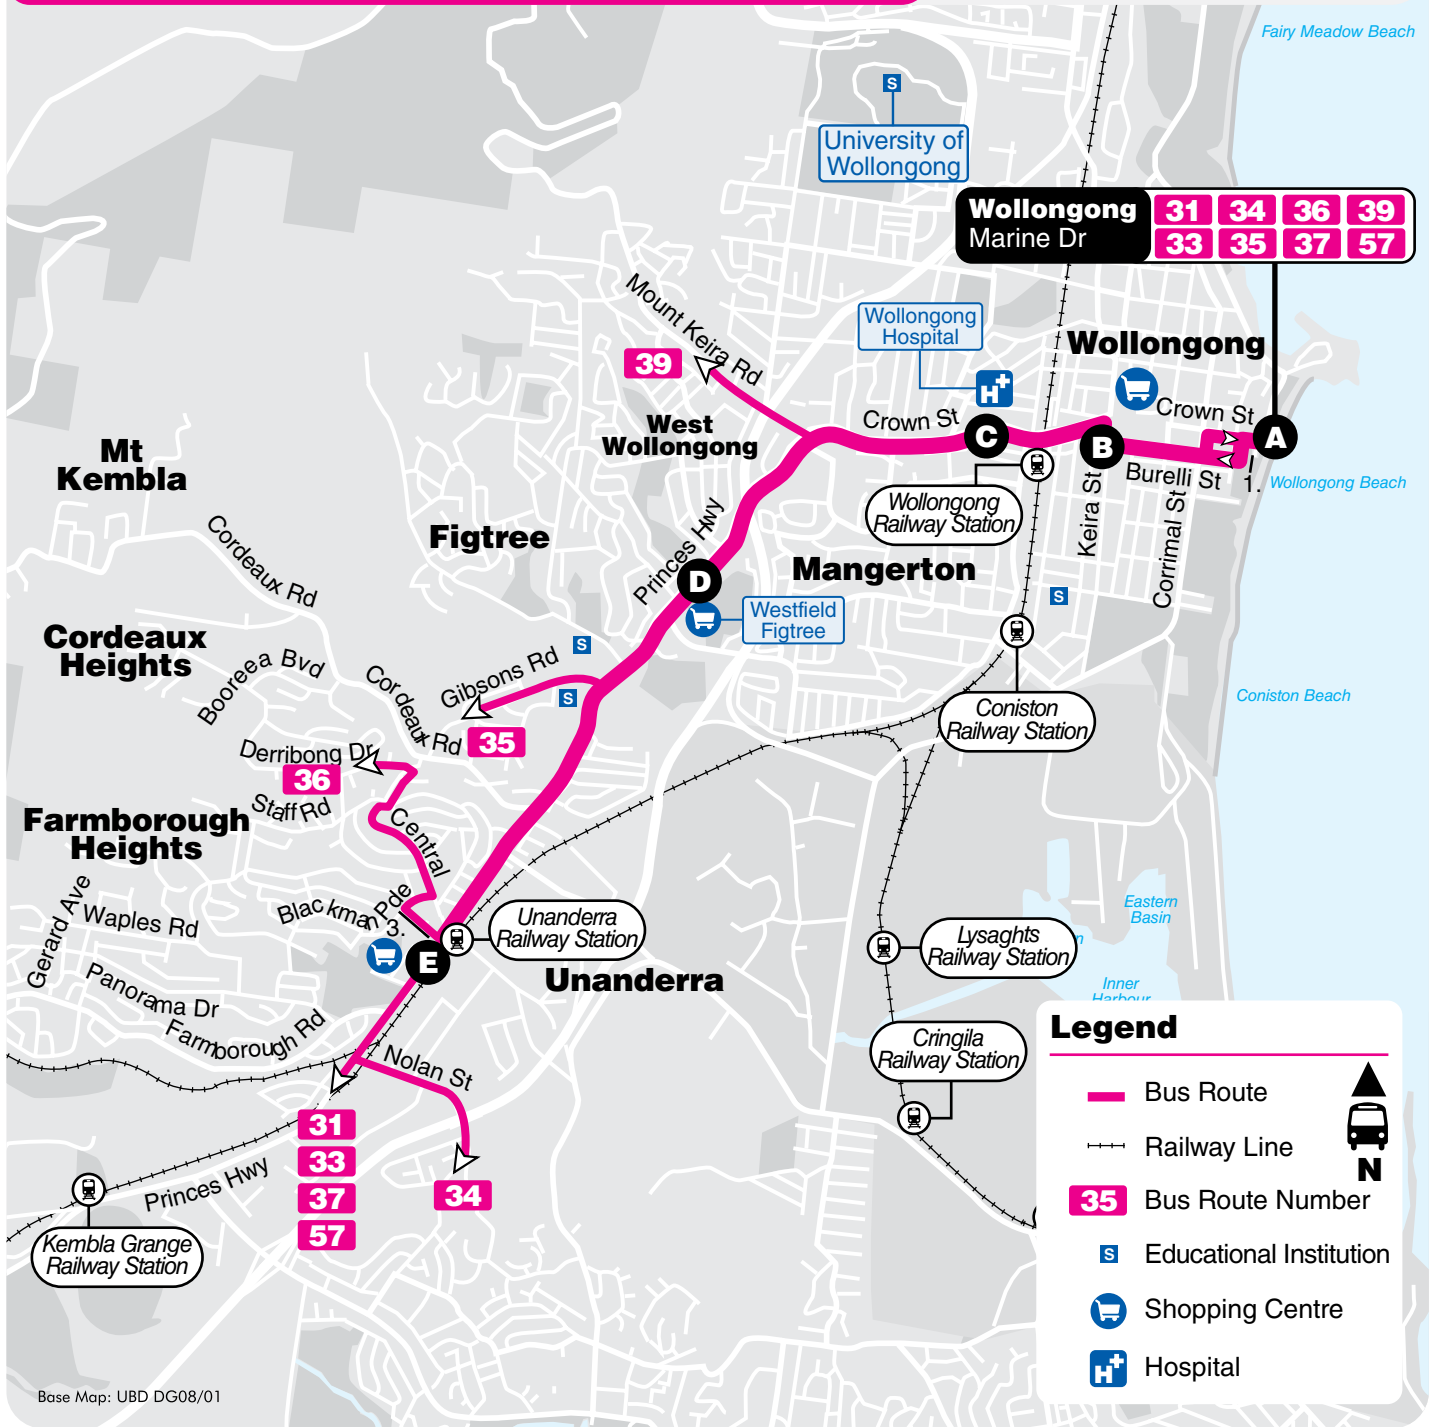 Fairy Meadow Beach
S
University of
Wollongong
Wollongong
Marine Dr
31 34 36 39
33 35 37 57
Mount Keira Rd
39
Wollongong
Hospital
H
Wollongong
Crown St
Crown St
West
Wollongong
A
B
C
Burelli St
1.
Wollongong Beach
Wollongong
Railway Station
Keira St
Corrimal St
Mt
Kembla
Cordeaux Rd
Figtree
Princes Hwy
D
Mangerton
Westfield
Figtree
S
Cordeaux
Heights
Booreea Bvd
Cordeaux Rd
Gibsons Rd
S
S
35
Coniston
Railway Station
Coniston Beach
Derribong Dr
36
Staff Rd
Farmborough
Heights
Central
Gerard Ave
Waples Rd
Blackman Pde
3.
E
Unanderra
Railway Station
Unanderra
Eastern
Basin
Lysaghts
Railway Station
n
Inner
Harbour
Panorama Dr
Farmborough Rd
Nolan St
Cringila
Railway Station
31
33
37
57
34
Princes Hwy
Kembla Grange
Railway Station
Legend
Bus Route
Railway Line
N
35 Bus Route Number
S Educational Institution
Shopping Centre
H Hospital
Base Map: UBD DG08/01